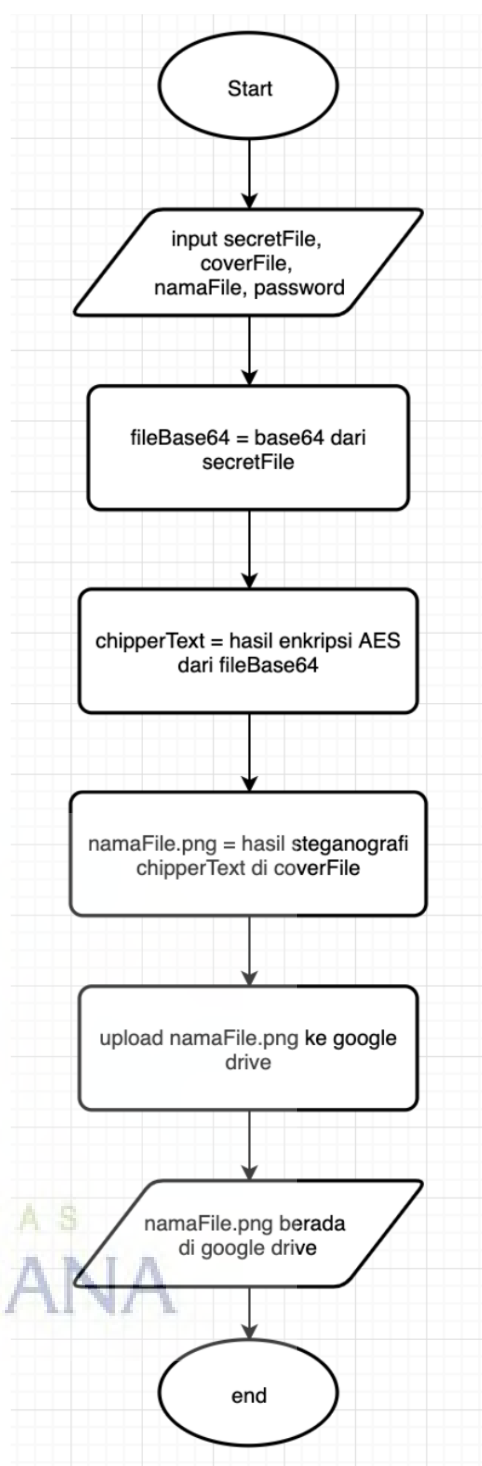 Start
input secretFile,
coverFile,
namaFile, password
fileBase64 = base64 dari
secretFile
chipperText = hasil enkripsi AES
dari fileBase64
namaFile.png = hasil steganografi
chipperText di coverFile
upload namaFile.png ke google
drive
A S
namaFile.png berada
di google drive
ANA
end